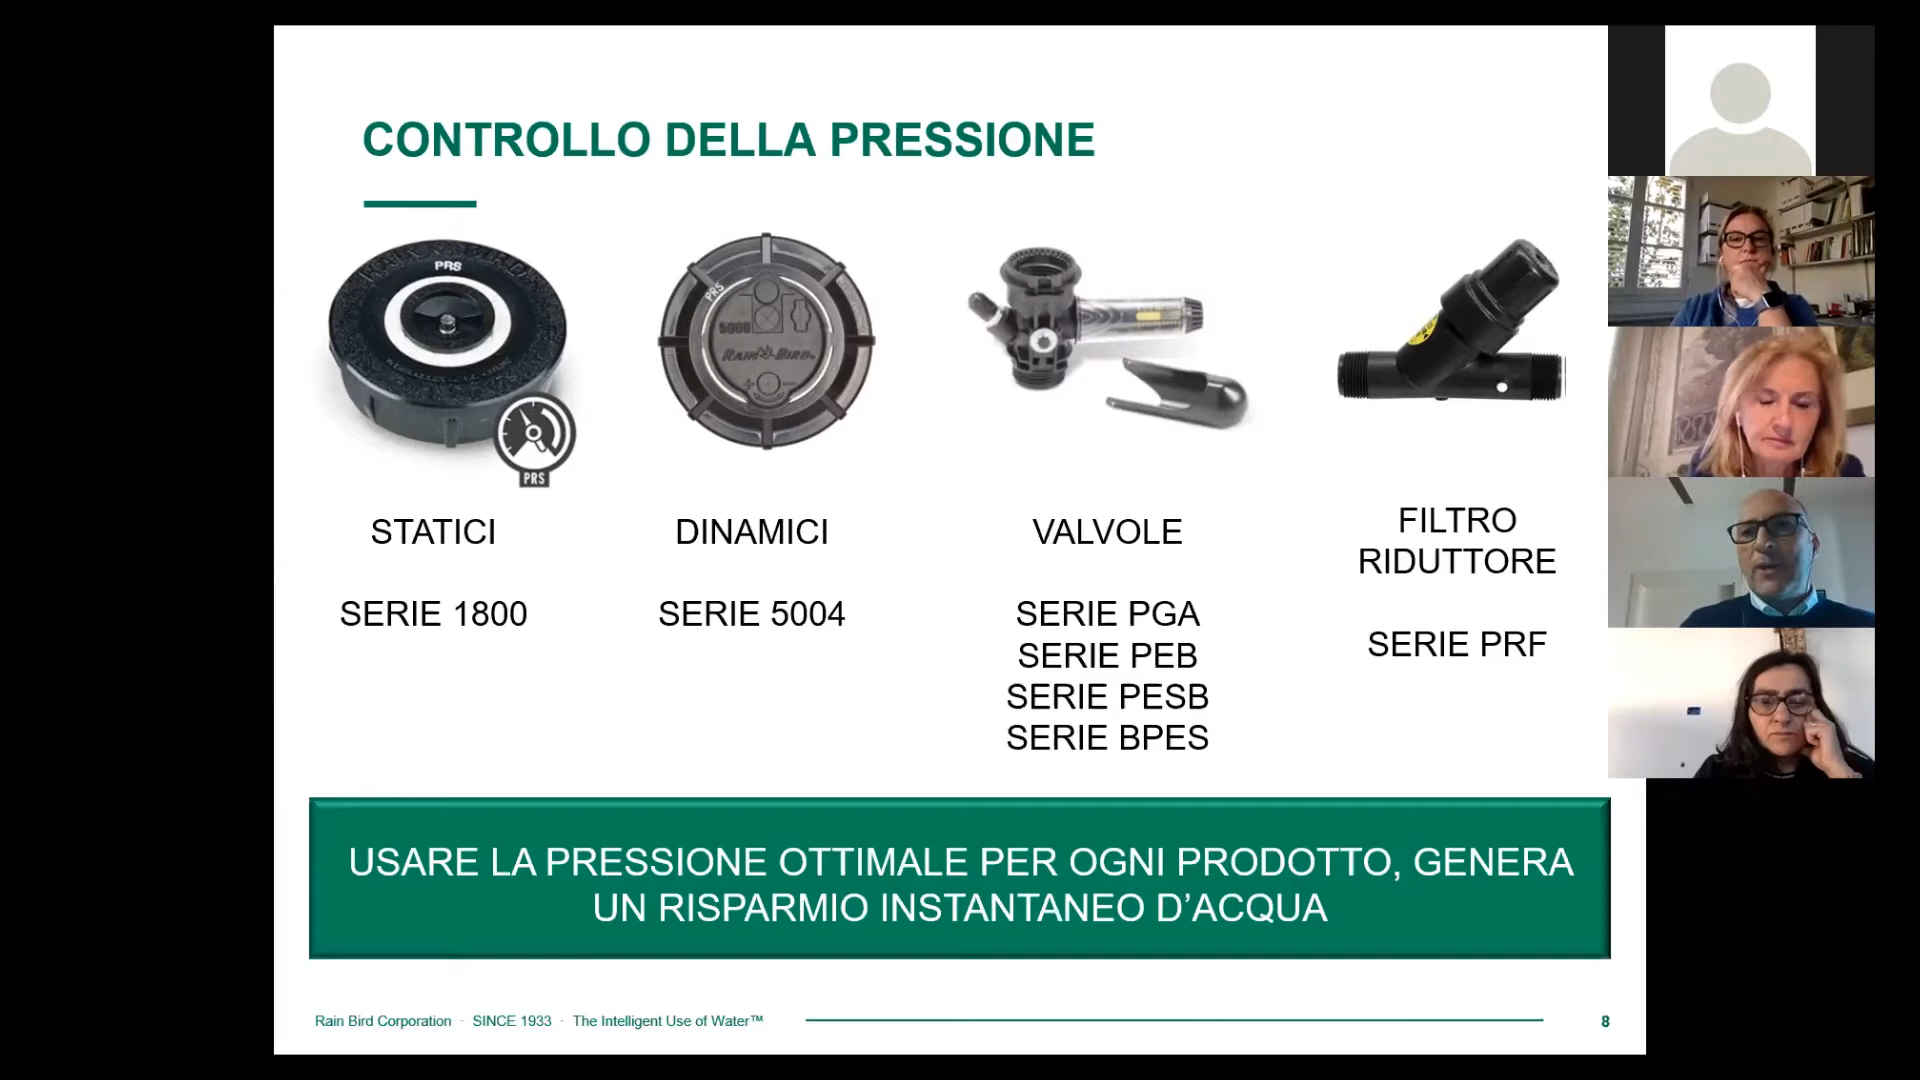 CONTROLLO DELLA PRESSIONE
PRS
PRS
PRS
5000
RAIN BIRD
STATICI
SERIE 1800
DINAMICI
SERIE 5004
VALVOLE
SERIE PGA
SERIE PEB
SERIE PESB
SERIE BPES
FILTRO
RIDUTTORE
SERIE PRF
USARE LA PRESSIONE OTTIMALE PER OGNI PRODOTTO, GENERA
UN RISPARMIO INSTANTANEO D’ACQUA
Rain Bird Corporation · SINCE 1933 · The Intelligent Use of Water™
8